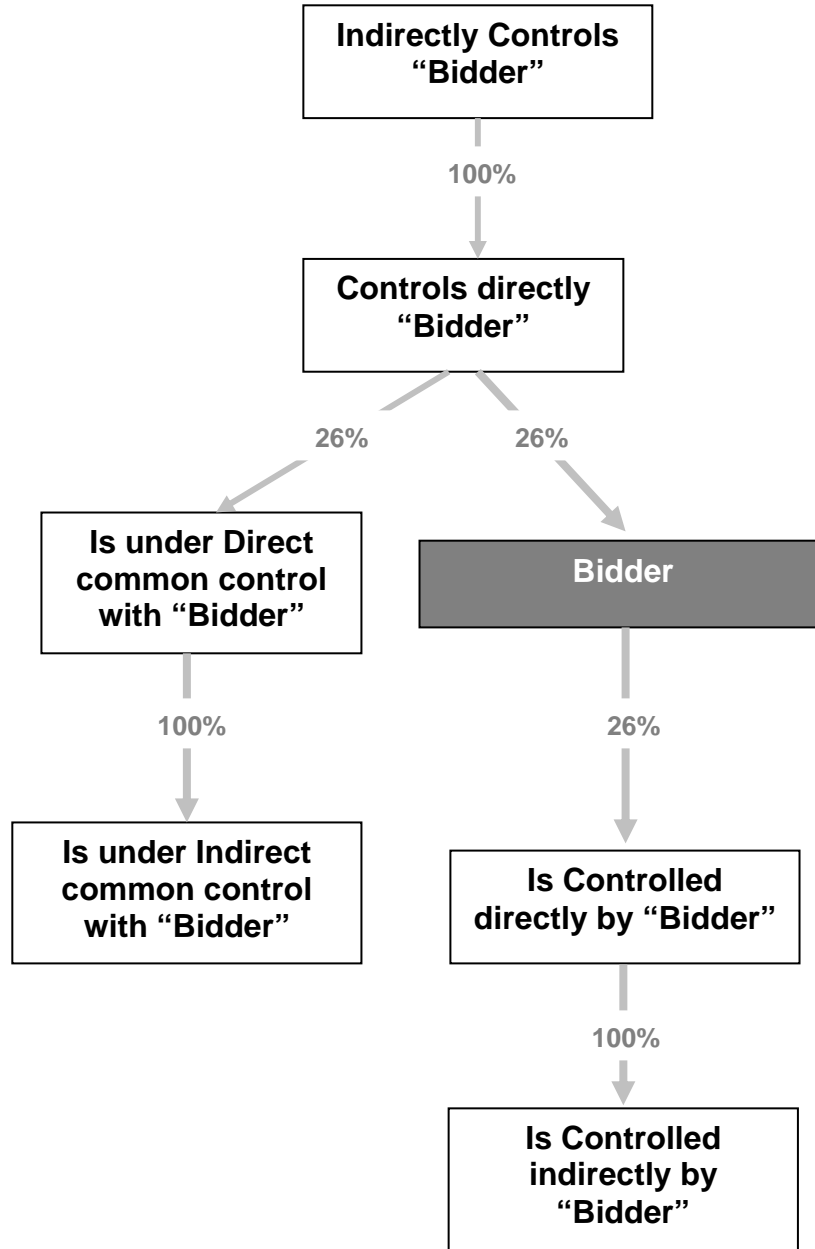 Indirectly Controls
“Bidder”
100%
Controls directly
“Bidder”
26%
26%
Is under Direct
common control
with “Bidder”
Bidder
100%
26%
Is under Indirect
common control
with “Bidder”
Is Controlled
directly by “Bidder”
100%
Is Controlled
indirectly by
“Bidder”